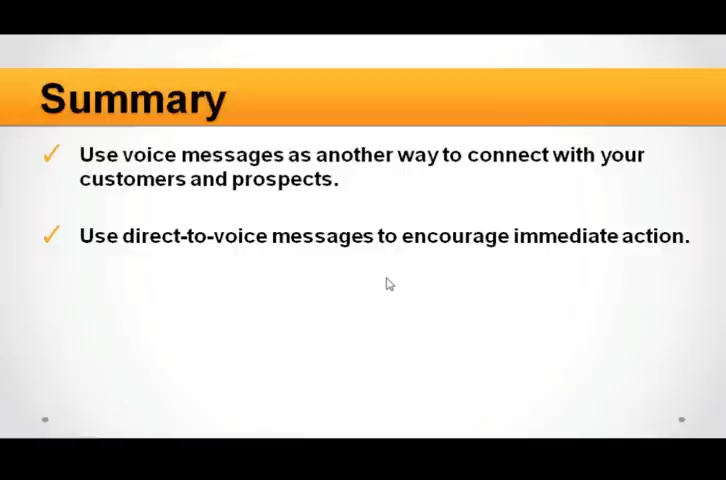 Summary
✓ Use voice messages as another way to connect with your
customers and prospects.
✓ Use direct-to-voice messages to encourage immediate action.